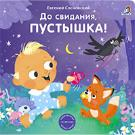 Евгений Сосновский
До свидания,
ПУСТЫШКА!